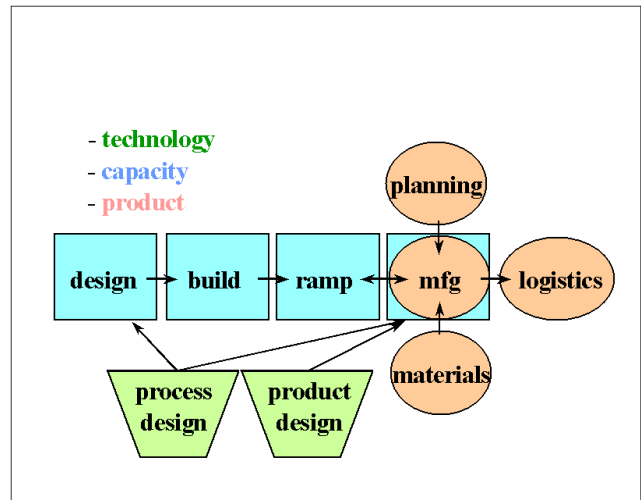 - technology
- capacity
- product
planning
design
build
ramp
mfg
logistics
materials
process
design
product
design